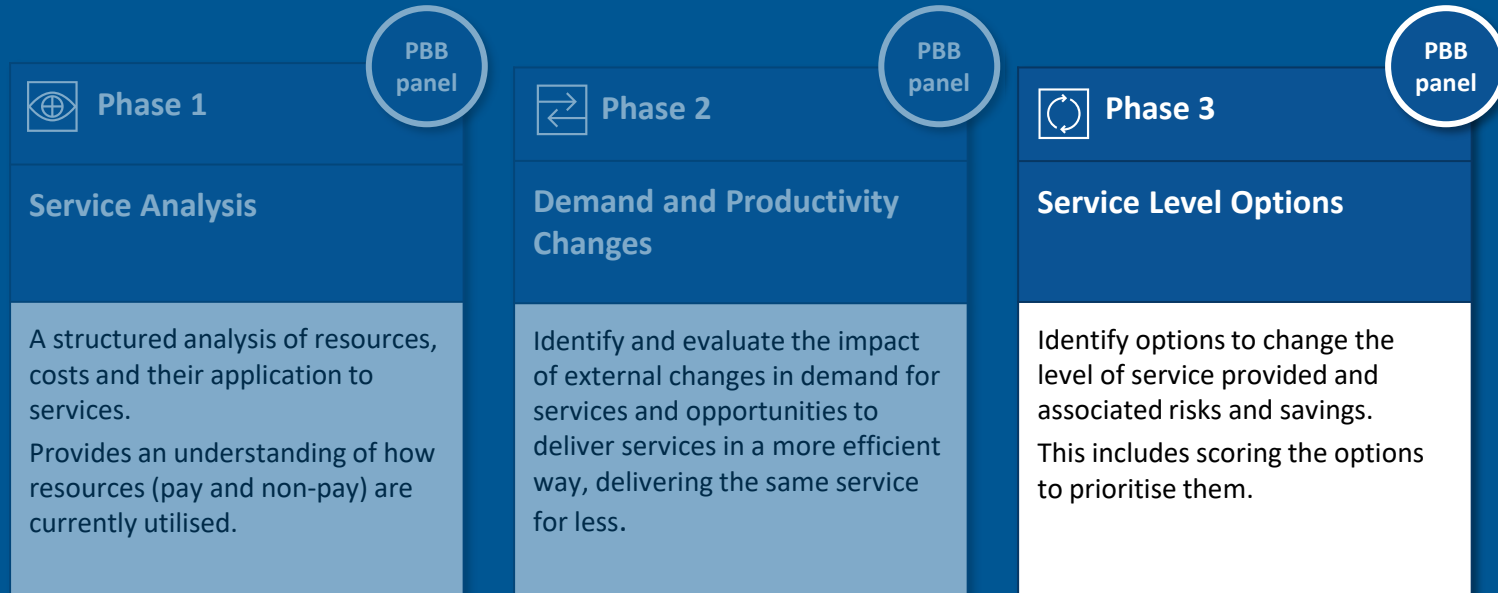 PBB
panel
Phase 1
Service Analysis
A structured analysis of resources,
costs and their application to
services.
Provides an understanding of how
resources (pay and non-pay) are
currently utilised.
PBB
panel
Phase 2
Demand and Productivity
Changes
Identify and evaluate the impact
of external changes in demand for
services and opportunities to
deliver services in a more efficient
way, delivering the same service
for less.
PBB
panel
Phase 3
Service Level Options
Identify options to change the
level of service provided and
associated risks and savings.
This includes scoring the options
to prioritise them.